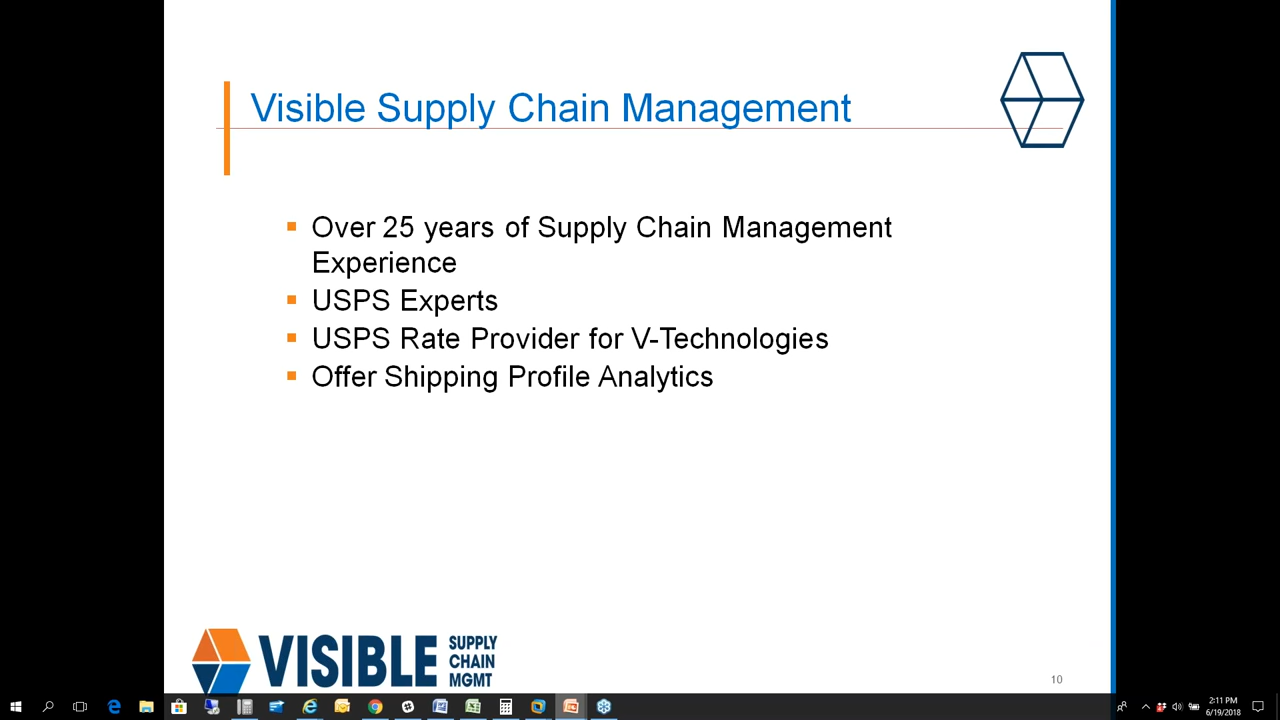 Visible Supply Chain Management
Over 25 years of Supply Chain Management
Experience
USPS Experts
USPS Rate Provider for V-Technologies
Offer Shipping Profile Analytics
VISIBLE SUPPLY
CHAIN
MGMT
10
2:11 PM
6/19/2018